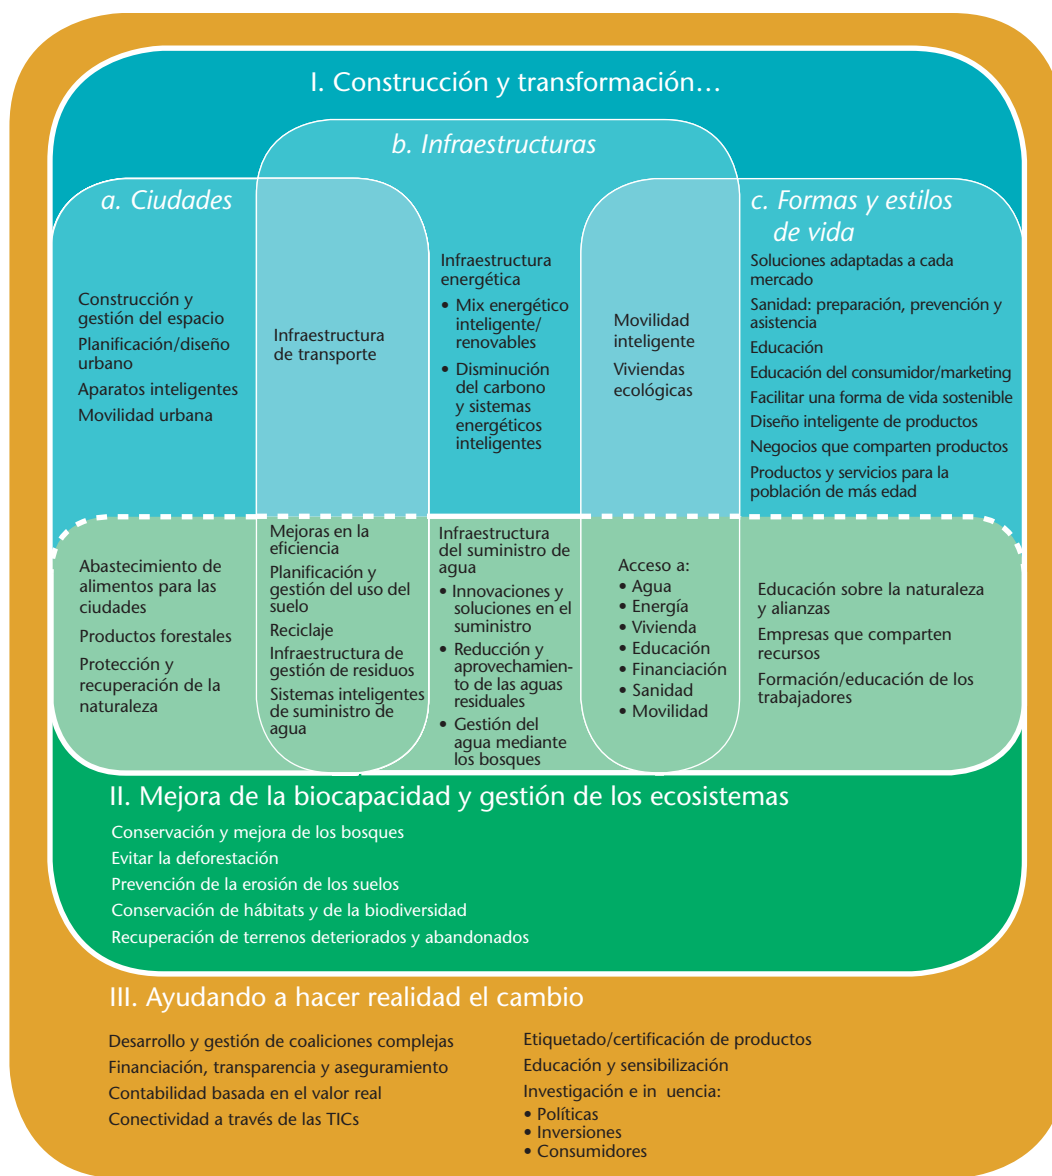 I. Construcción y transformación…
b. Infraestructuras
a. Ciudades
c. Formas y estilos
de vida
Construcción y
gestión del espacio
Planificación/diseño
urbano
Aparatos inteligentes
Movilidad urbana
Infraestructura
de transporte
Infraestructura
energética
• Mix energético
inteligente/
renovables
• Disminución
del carbono
y sistemas
energéticos
inteligentes
Movilidad
inteligente
Viviendas
ecológicas
Soluciones adaptadas a cada
mercado
Sanidad: preparación, prevención y
asistencia
Educación
Educación del consumidor/marketing
Facilitar una forma de vida sostenible
Diseño inteligente de productos
Negocios que comparten productos
Productos y servicios para la
población de más edad
Abastecimiento de
alimentos para las
ciudades
Productos forestales
Protección y
recuperación de la
naturaleza
Mejoras en la
eficiencia
Planificación y
gestión del uso del
suelo
Reciclaje
Infraestructura de
gestión de residuos
Sistemas inteligentes
de suministro de
agua
Infraestructura
del suministro de
agua
• Innovaciones y
soluciones en el
suministro
• Reducción y
aprovechamien-
to de las aguas
residuales
• Gestión del
agua mediante
los bosques
Acceso a:
• Agua
• Energía
• Vivienda
• Educación
• Financiación
• Sanidad
• Movilidad
Educación sobre la naturaleza
y alianzas
Empresas que comparten
recursos
Formación/educación de los
trabajadores
II. Mejora de la biocapacidad y gestión de los ecosistemas
Conservación y mejora de los bosques
Evitar la deforestación
Prevención de la erosión de los suelos
Conservación de hábitats y de la biodiversidad
Recuperación de terrenos deteriorados y abandonados
III. Ayudando a hacer realidad el cambio
Desarrollo y gestión de coaliciones complejas
Financiación, transparencia y aseguramiento
Contabilidad basada en el valor real
Conectividad a través de las TICs
Etiquetado/certificación de productos
Educación y sensibilización
Investigación e in uencia:
• Políticas
• Inversiones
• Consumidores